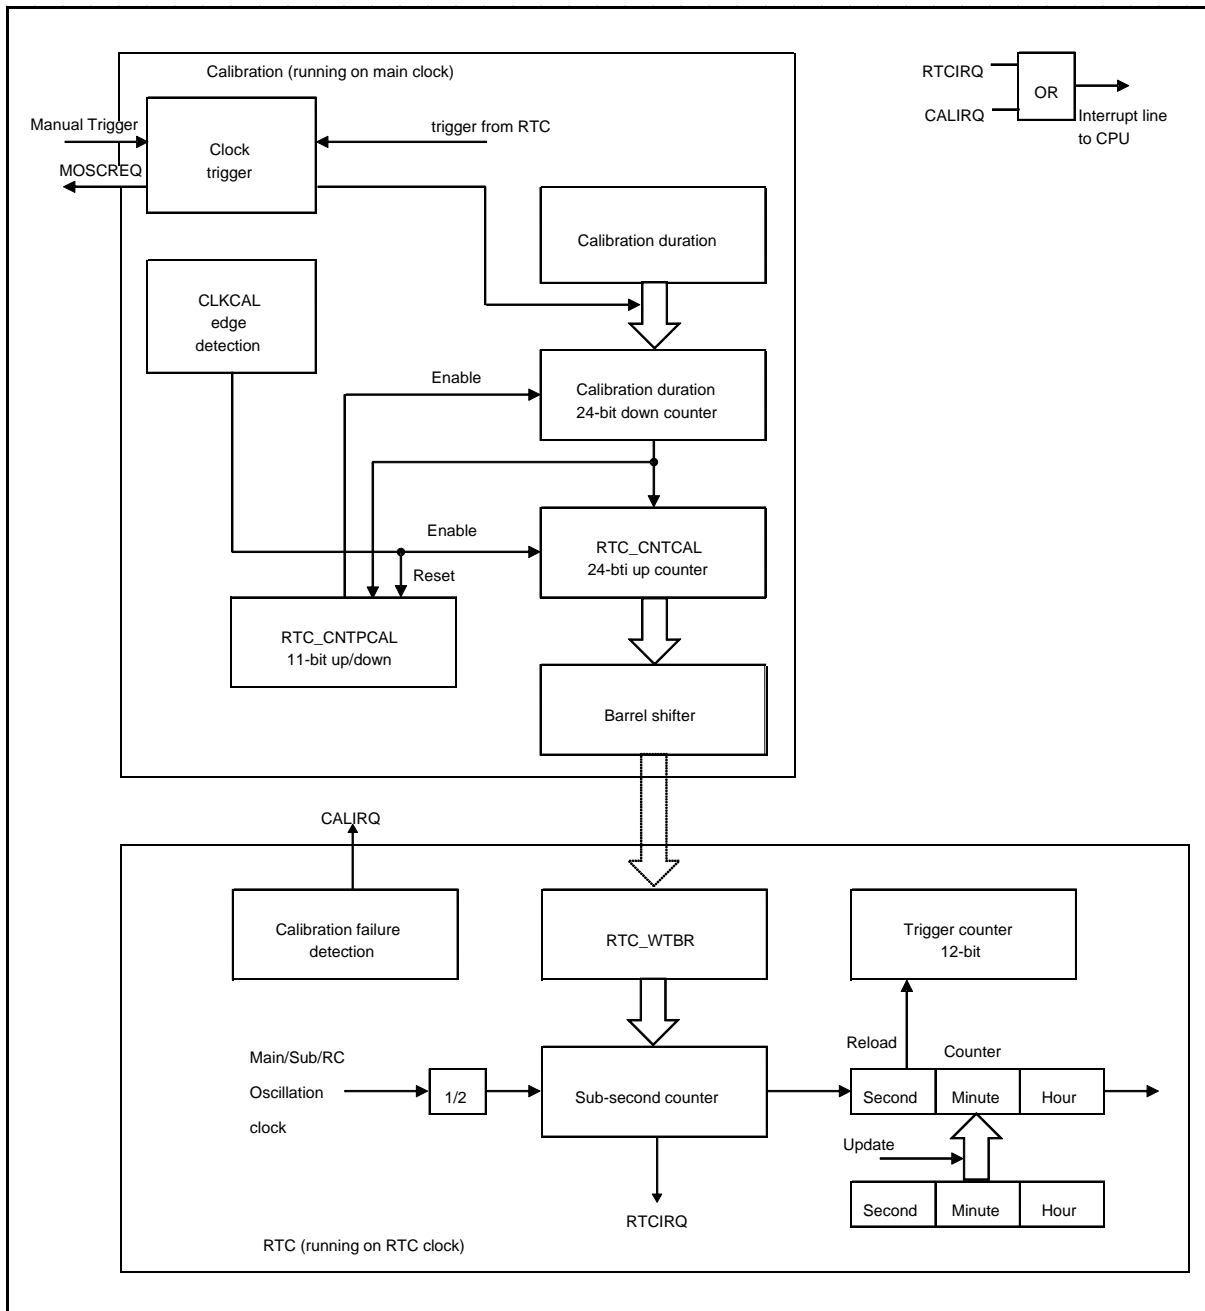 Calibration (running on main clock)
RTCIRQ
OR
CALIRQ
Interrupt line
to CPU
Manual Trigger
MOSCREQ
Clock
trigger
trigger from RTC
Calibration duration
CLKCAL
edge
detection
Enable
Calibration duration
24-bit down counter
Enable
Reset
RTC_CNTCAL
24-bti up counter
RTC_CNTPCAL
11-bit up/down
Barrel shifter
CALIRQ
Calibration failure
detection
RTC_WTBR
Trigger counter
12-bit
Main/Sub/RC
Oscillation
clock
1/2
Sub-second counter
Reload
Counter
Second Minute Hour
Update
Second Minute Hour
RTCIRQ
RTC (running on RTC clock)